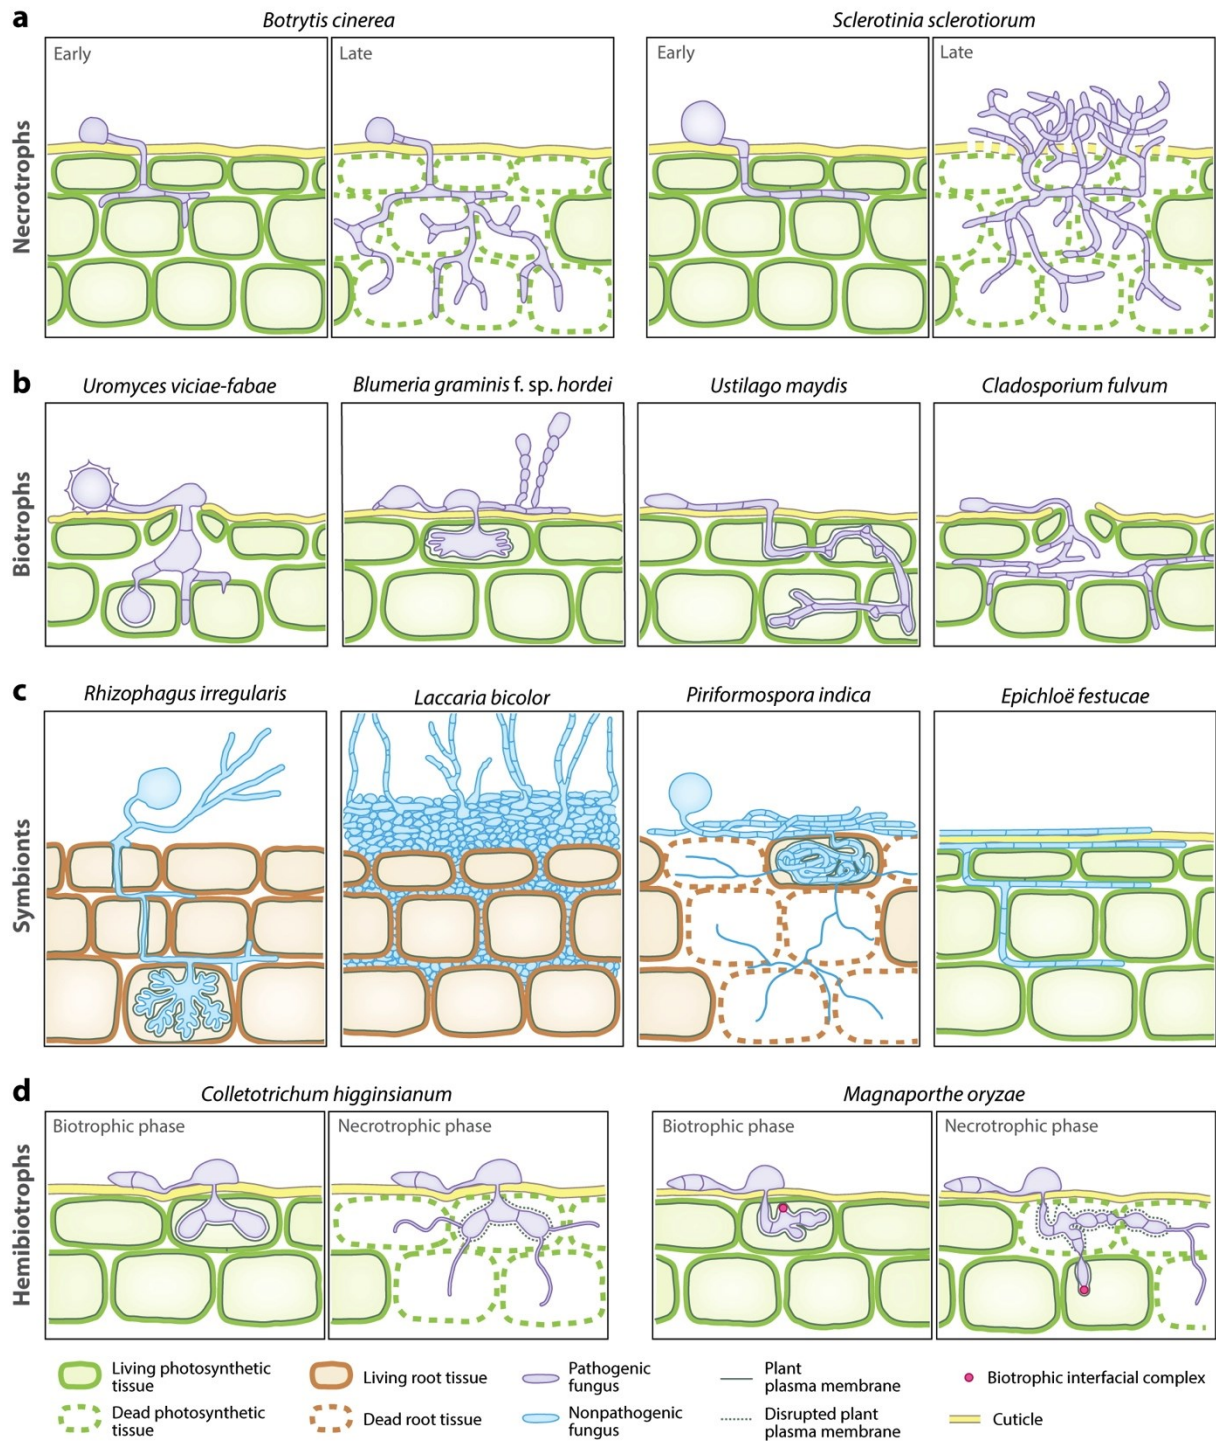 a
Botrytis cinerea
Sclerotinia sclerotiorum
Necrotrophs
Early
Late
Early
Late
b
Uromyces viciae-fabae
Blumeria graminis f. sp. hordei
Ustilago maydis
Cladosporium fulvum
Biotrophs
c
Rhizophagus irregularis
Laccaria bicolor
Piriformospora indica
Epichloë festucae
Symbionts
d
Colletotrichum higginsianum
Magnaporthe oryzae
Hemibiotrophs
Biotrophic phase
Necrotrophic phase
Biotrophic phase
Necrotrophic phase
Living photosynthetic
tissue
Dead photosynthetic
tissue
Living root tissue
Dead root tissue
Pathogenic
fungus
Nonpathogenic
fungus
Plant
plasma membrane
Disrupted plant
plasma membrane
Biotrophic interfacial complex
Cuticle